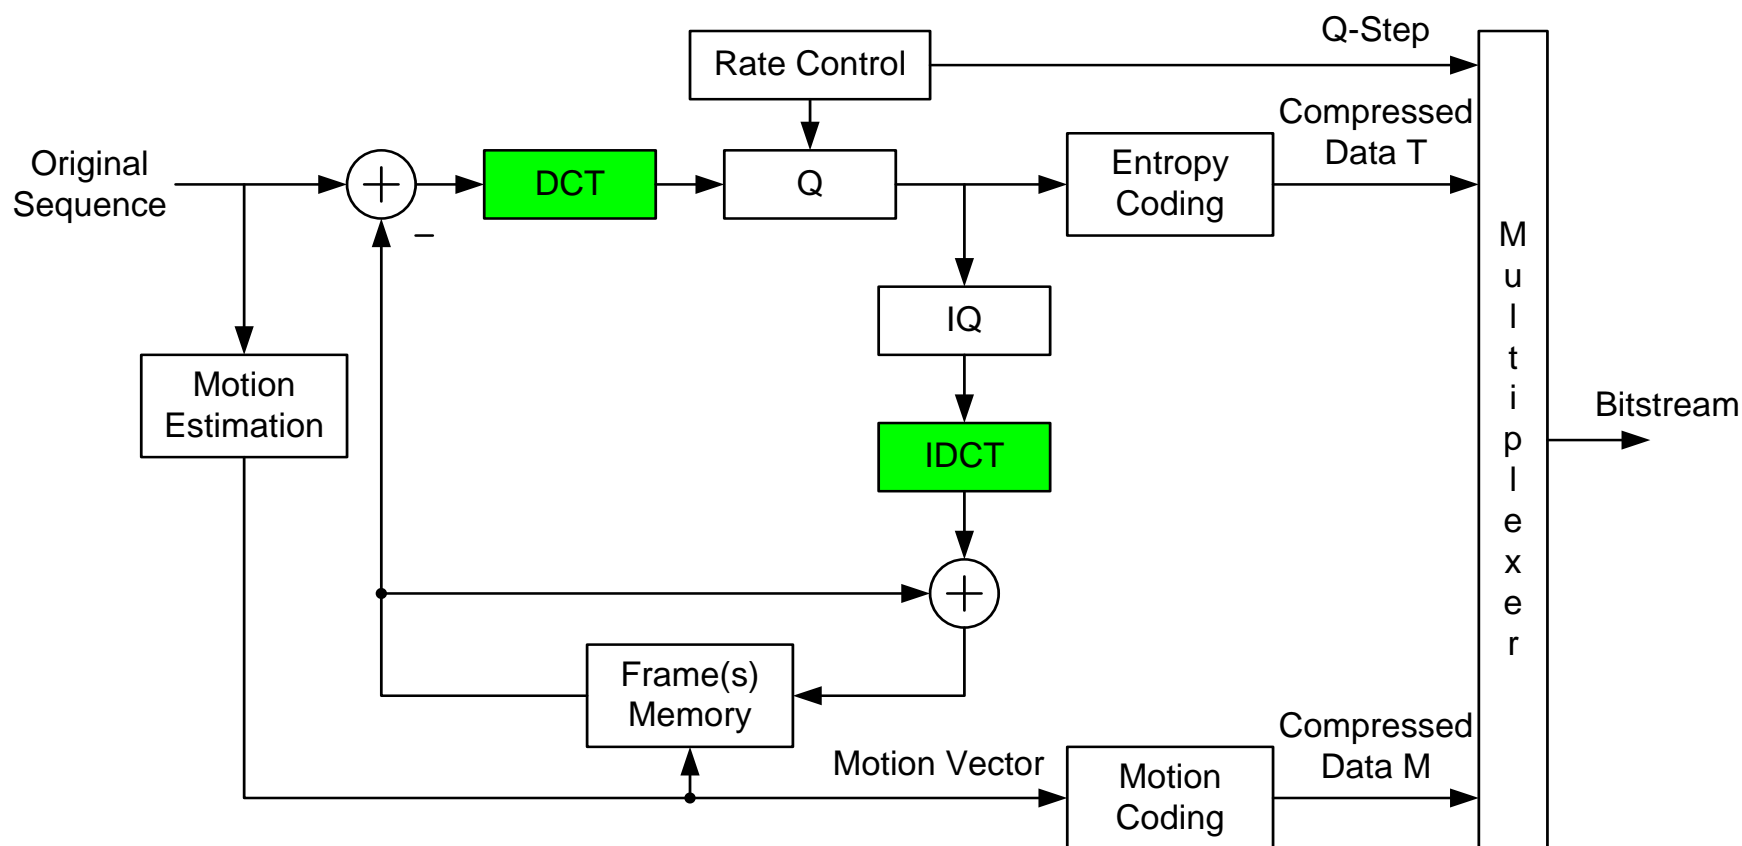 Q-Step
Rate Control
Compressed
Data T
Original
Sequence
+
DCT
Q
Entropy
Coding
–
IQ
Motion
Estimation
IDCT
+
Multiplexer
Bitstream
Frame(s)
Memory
Motion Vector
Compressed
Data M
Motion
Coding